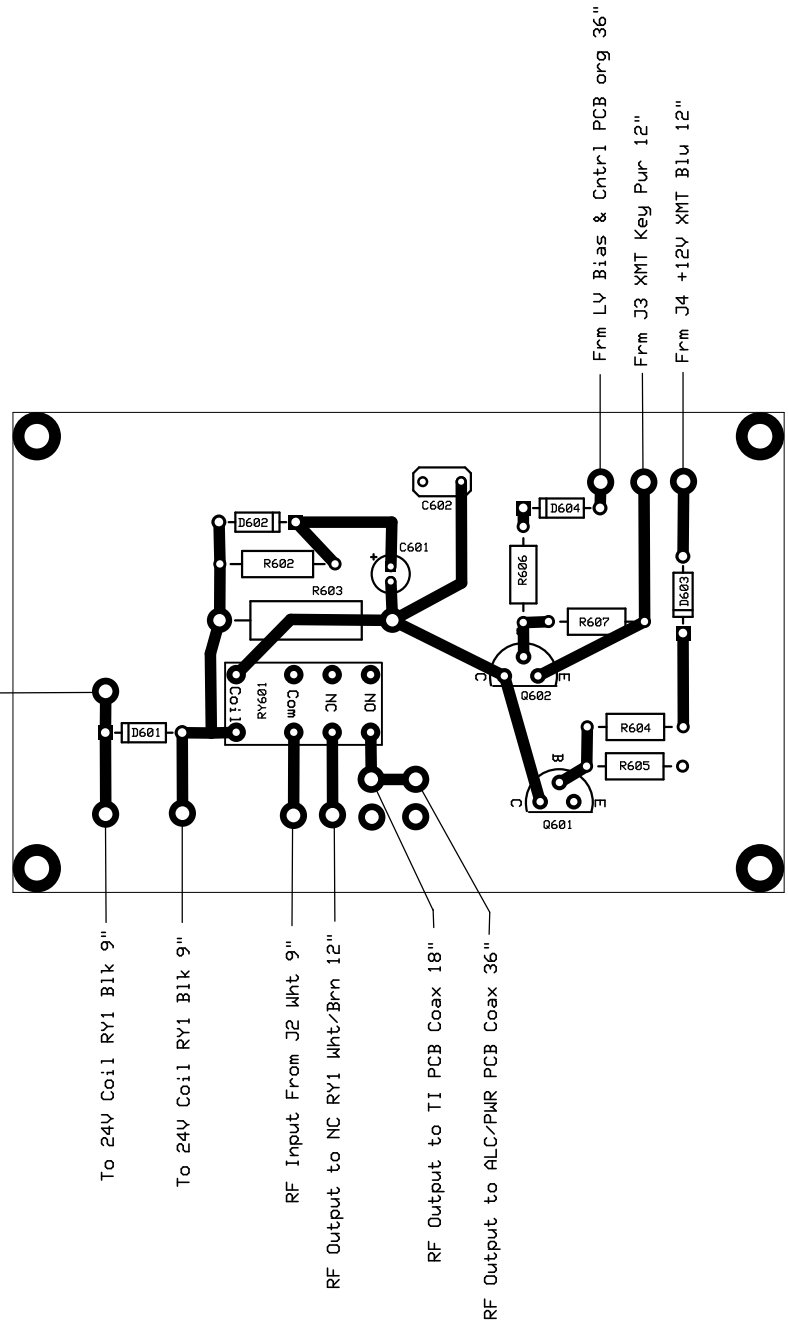 Frm LV Bias & Cntrl PCB org 36"
Frm J3 XMT Key Pur 12"
Frm J4 +12V XMT Blu 12"
C602
D602
D604
C601
+
R602
R606
R603
D603
R607
B
C
E
Q602
Coil
RY601
Com
NC
NO
D601
R604
B
R605
C
E
Q601
To 24V Coil RY1 Blk 9"
To 24V Coil RY1 Blk 9"
RF Input From J2 Wht 9"
RF Output to NC RY1 Wht/Brn 12"
RF Output to TI PCB Coax 18"
RF Output to ALC/PWR PCB Coax 36"